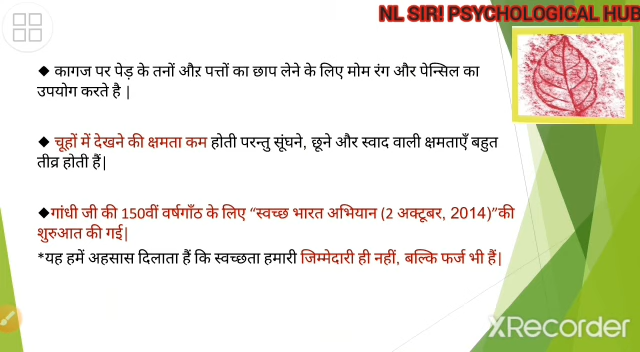 NL SIR! PSYCHOLOGICAL HUB
◆ कागज पर पेड़ के तनों और पत्तों का छाप लेने के लिए मोम रंग और पेन्सिल का
उपयोग करते है |
◆ चूहों में देखने की क्षमता कम होती परन्तु सूंघने, छूने और स्वाद वाली क्षमताएँ बहुत
तीव्र होती हैं|
◆गांधी जी की 150वीं वर्षगाँठ के लिए “स्वच्छ भारत अभियान (2 अक्टूबर, 2014)”की
शुरुआत की गई|
*यह हमें अहसास दिलाता हैं कि स्वच्छता हमारी जिम्मेदारी ही नहीं, बल्कि फर्ज भी हैं|
XRecorder